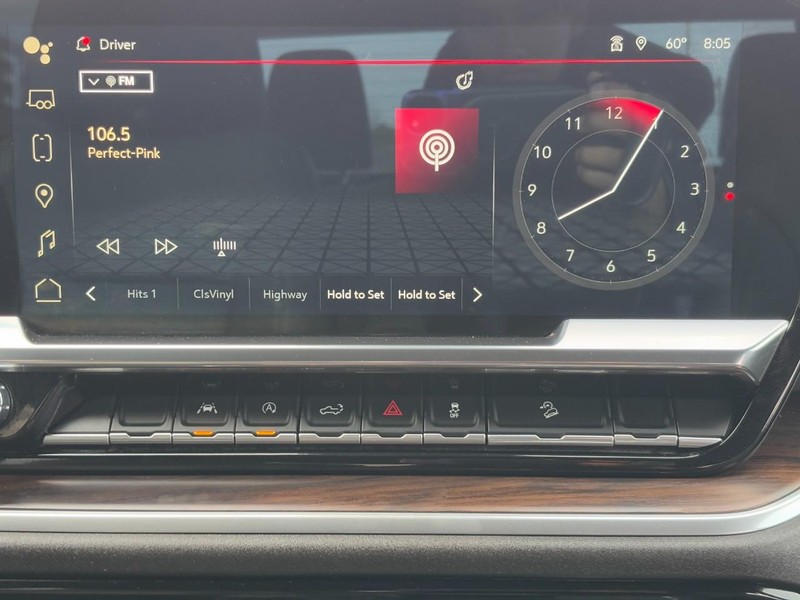 Driver
60° 8:05
FM
106.5
Perfect-Pink
12
1
2
3
4
5
6
7
8
9
10
11
Hits 1 ClsVinyl Highway Hold to Set Hold to Set
A
OFF